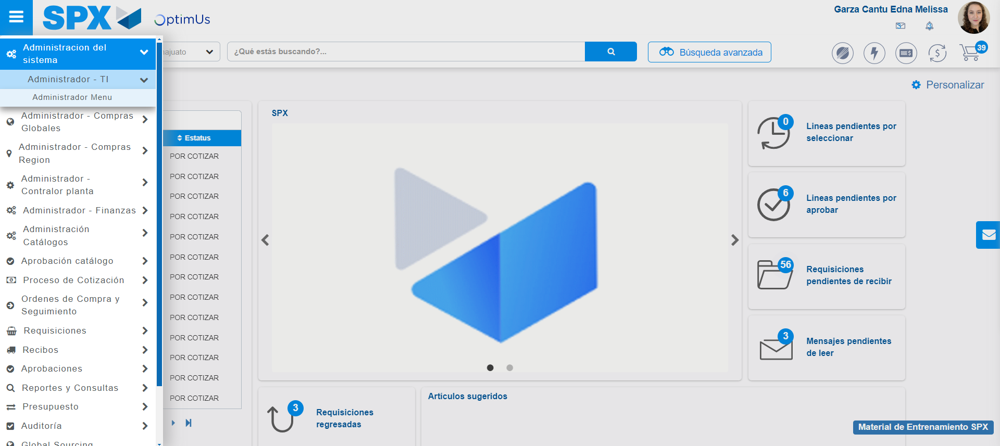 SPX
OptimUs
Garza Cantu Edna Melissa
¿Qué estás buscando?...
Búsqueda avanzada
39
Personalizar
Administracion del
sistema
Administrador - TI
Administrador Menu
Administrador - Compras
Globales
Administrador - Compras
Region
Administrador -
Contralor planta
Administrador - Finanzas
Administración
Catálogos
Aprobación catálogo
Proceso de Cotización
Ordenes de Compra y
Seguimiento
Requisiciones
Recibos
Aprobaciones
Reportes y Consultas
Presupuesto
Auditoría
Global Sourcing
Estatus
POR COTIZAR
POR COTIZAR
POR COTIZAR
POR COTIZAR
POR COTIZAR
POR COTIZAR
POR COTIZAR
POR COTIZAR
POR COTIZAR
POR COTIZAR
POR COTIZAR
POR COTIZAR
POR COTIZAR
SPX
0
Lineas pendientes por
seleccionar
6
Lineas pendientes por
aprobar
56
Requisiciones
pendientes de recibir
3
Mensajes pendientes
de leer
3
Requisiciones
regresadas
Artículos sugeridos
Material de Entrenamiento SPX